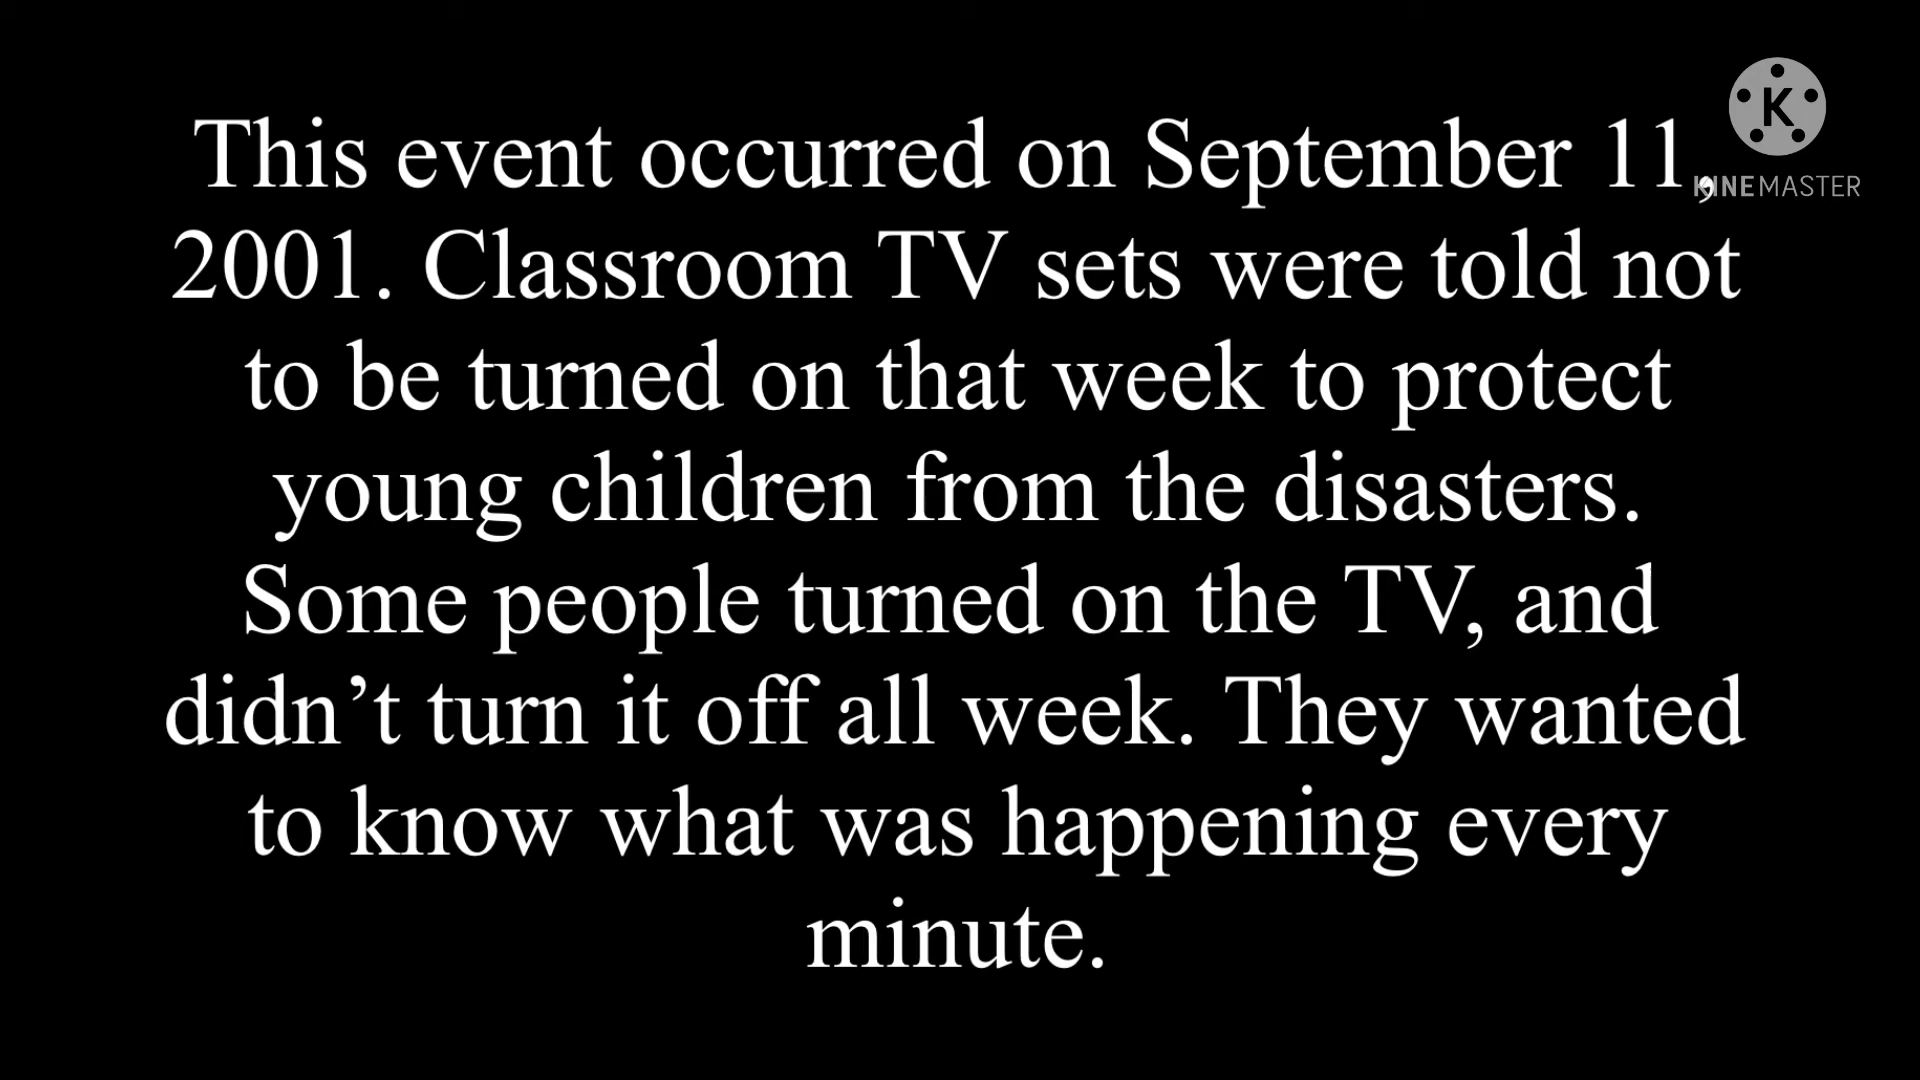 This event occurred on September 11,
2001. Classroom TV sets were told not
to be turned on that week to protect
young children from the disasters.
Some people turned on the TV, and
didn’t turn it off all week. They wanted
to know what was happening every
minute.
K
KINEMASTER